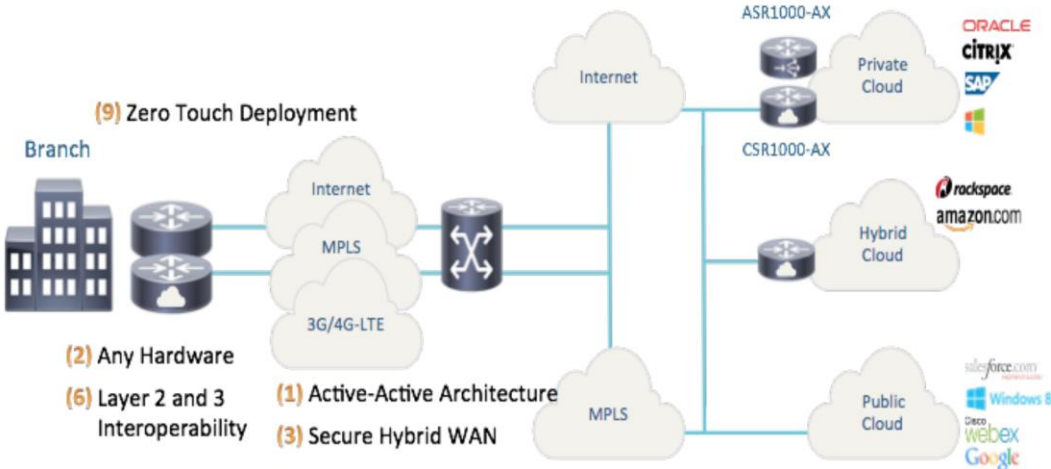 ASR1000-AX
Internet
Private
Cloud
ORACLE
CİTRIX
SAP
(9) Zero Touch Deployment
Branch
CSR1000-AX
Internet
MPLS
3G/4G-LTE
Hybrid
Cloud
rackspace
amazon.com
(2) Any Hardware
(6) Layer 2 and 3
Interoperability
(1) Active-Active Architecture
(3) Secure Hybrid WAN
MPLS
Public
Cloud
salesforce.com
Windows 8
Cisco
webex
Google